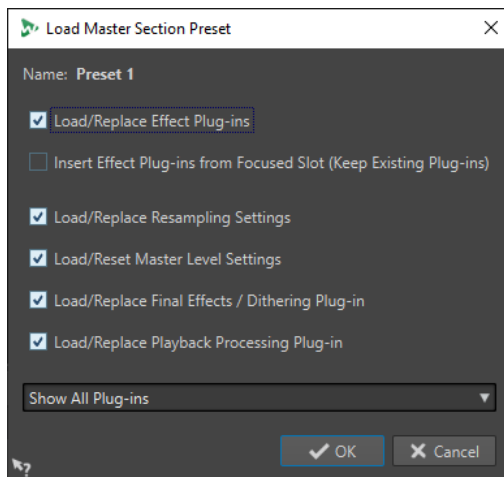 Load Master Section Preset
Name: Preset 1
Load/Replace Effect Plug-ins
Insert Effect Plug-ins from Focused Slot (Keep Existing Plug-ins)
Load/Replace Resampling Settings
Load/Reset Master Level Settings
Load/Replace Final Effects / Dithering Plug-in
Load/Replace Playback Processing Plug-in
Show All Plug-ins
OK Cancel
?